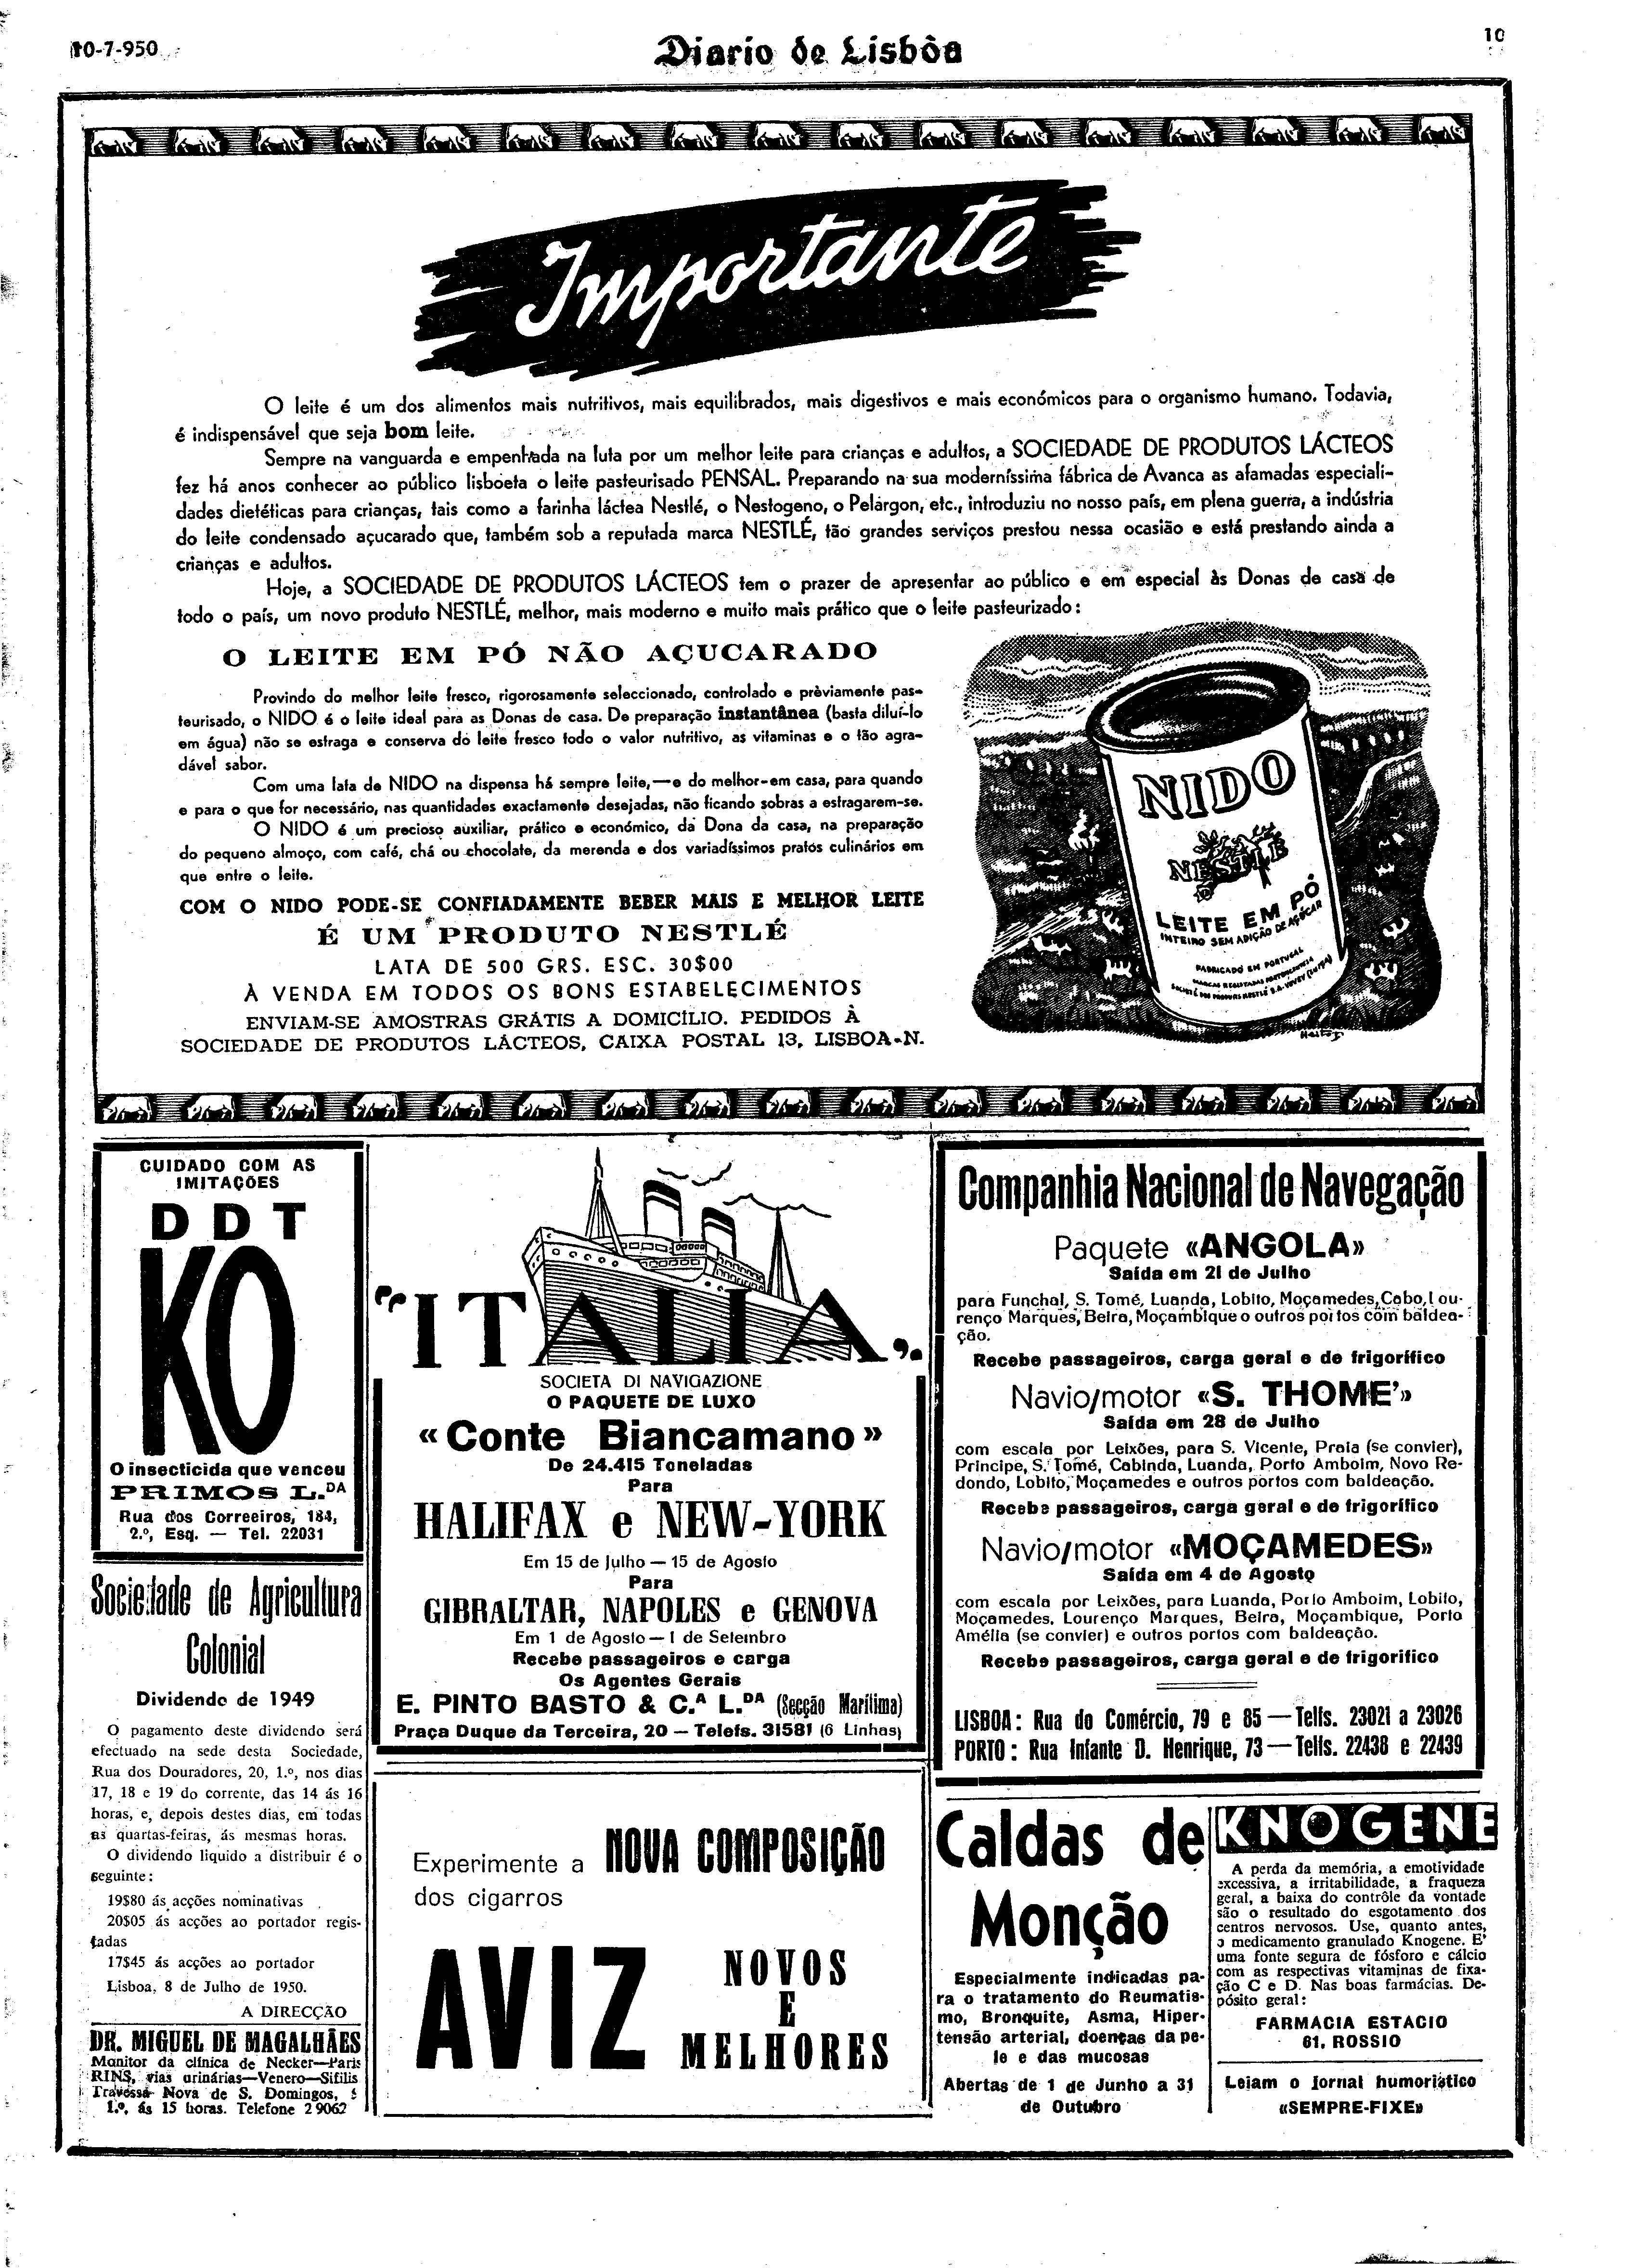 10-7-950
Diario de Lisbôa
10
Importante
O leite é um dos alimentos mais nutritivos, mais equilibrados, mais digestivos e mais económicos para o organismo humano. Todavia,
é indispensável que seja bom leite.
Sempre na vanguarda e empenhada na luta por um melhor leite para crianças e adultos, a SOCIEDADE DE PRODUTOS LÁCTEOS
fez há anos conhecer ao público lisboeta o leite pasteurisado PENSAL. Preparando na sua moderníssima fábrica de Avanca as afamadas especiali-
dades dietéticas para crianças, tais como a farinha láctea Nestlé, o Nestogeno, o Pelargon, etc., introduziu no nosso país, em plena guerra, a indústria
do leite condensado açucarado que, também sob a reputada marca NESTLÉ, tão grandes serviços prestou nessa ocasião e está prestando ainda a
crianças e adultos.
Hoje, a SOCIEDADE DE PRODUTOS LÁCTEOS tem o prazer de apresentar ao público e em especial às Donas de casa de
todo o país, um novo produto NESTLÉ, melhor, mais moderno e muito mais prático que o leite pasteurizado:
O LEITE EM PÓ NÃO AÇUCARADO
Provindo do melhor leite fresco, rigorosamente seleccionado, controlado e prèviamente pas-
teurisado, o NIDO é o leite ideal para as Donas de casa. De preparação instantânea (basta diluí-lo
em água) não se estraga e conserva do leite fresco todo o valor nutritivo, as vitaminas e o tão agra-
dável sabor.
Com uma lata de NIDO na dispensa há sempre leite,—e do melhor-em casa, para quando
e para o que for necessário, nas quantidades exactamente desejadas, não ficando sobras a estragarem-se.
O NIDO é um precioso auxiliar, prático e económico, da Dona da casa, na preparação
do pequeno almoço, com café, chá ou chocolate, da merenda e dos variadíssimos pratos culinários em
que entre o leite.
COM O NIDO PODE-SE CONFIADAMENTE BEBER MAIS E MELHOR LEITE
É UM PRODUTO NESTLÉ
LATA DE 500 GRS. ESC. 30$00
À VENDA EM TODOS OS BONS ESTABELECIMENTOS
ENVIAM-SE AMOSTRAS GRÁTIS A DOMICÍLIO. PEDIDOS À
SOCIEDADE DE PRODUTOS LÁCTEOS, CAIXA POSTAL 13, LISBOA-N.
NIDO
NESTLÉ
LEITE EM PÓ
INTEIRO SEM ADIÇÃO DE AÇÚCAR
FABRICADO EM PORTUGAL
CUIDADO COM AS
IMITAÇÕES
DDT
KO
O insecticida que venceu
PRIMOS L.DA
Rua dos Correeiros, 184,
2.º, Esq. — Tel. 22031
Sociedade de Agricultura
Colonial
Dividendo de 1949
O pagamento deste dividendo será
efectuado na sede desta Sociedade,
Rua dos Douradores, 20, 1.º, nos dias
17, 18 e 19 do corrente, das 14 ás 16
horas, e, depois destes dias, em todas
as quartas-feiras, ás mesmas horas.
O dividendo liquido a distribuir é o
seguinte:
19$80 ás acções nominativas
20$05 ás acções ao portador regis-
tadas
17$45 ás acções ao portador
Lisboa, 8 de Julho de 1950.
A DIRECÇÃO
DR. MIGUEL DE MAGALHÃES
Monitor da clínica de Necker—Paris
RINS, vias urinárias—Venero—Sifilis
Travessa Nova de S. Domingos,
1.º, ás 15 horas. Telefone 29062
"ITALIA"
SOCIETA DI NAVIGAZIONE
O PAQUETE DE LUXO
«Conte Biancamano»
De 24.415 Toneladas
Para
HALIFAX e NEW-YORK
Em 15 de Julho — 15 de Agosto
Para
GIBRALTAR, NAPOLES e GENOVA
Em 1 de Agosto — 1 de Setembro
Recebe passageiros e carga
Os Agentes Gerais
E. PINTO BASTO & C.A L.DA (Secção Marítima)
Praça Duque da Terceira, 20 — Telefs. 31581 (6 Linhas)
Experimente a NOVA COMPOSIÇÃO
dos cigarros
AVIZ
NOVOS
E
MELHORES
Companhia Nacional de Navegação
Paquete «ANGOLA»
Saída em 21 de Julho
para Funchal, S. Tomé, Luanda, Lobito, Moçamedes, Cabo, Lou-
renço Marques, Beira, Moçambique o outros portos com baldea-
ção.
Recebe passageiros, carga geral e de frigorífico
Navio/motor «S. THOME'»
Saída em 28 de Julho
com escala por Leixões, para S. Vicente, Praia (se convier),
Principe, S. Tomé, Cabinda, Luanda, Porto Amboim, Novo Re-
dondo, Lobito, Moçamedes e outros portos com baldeação.
Recebe passageiros, carga geral e de frigorífico
Navio/motor «MOÇAMEDES»
Saída em 4 de Agosto
com escala por Leixões, para Luanda, Porto Amboim, Lobito,
Moçamedes, Lourenço Marques, Beira, Moçambique, Porto
Amélia (se convier) e outros portos com baldeação.
Recebe passageiros, carga geral e de frigorífico
LISBOA: Rua do Comércio, 79 e 85 — Telfs. 23021 a 23026
PORTO: Rua Infante D. Henrique, 73 — Telfs. 22438 e 22439
Caldas de
Monção
Especialmente indicadas pa-
ra o tratamento do Reumatis-
mo, Bronquite, Asma, Hiper-
tensão arterial, doenças da pe-
le e das mucosas
Abertas de 1 de Junho a 31
de Outubro
KNOGENE
A perda da memória, a emotividade
excessiva, a irritabilidade, a fraqueza
geral, a baixa do contrôle da vontade
são o resultado do esgotamento dos
centros nervosos. Use, quanto antes,
o medicamento granulado Knogene. E'
uma fonte segura de fósforo e cálcio
com as respectivas vitaminas de fixa-
ção C e D. Nas boas farmácias. De-
pósito geral:
FARMACIA ESTACIO
61, ROSSIO
Leiam o jornal humorístico
«SEMPRE-FIXE»